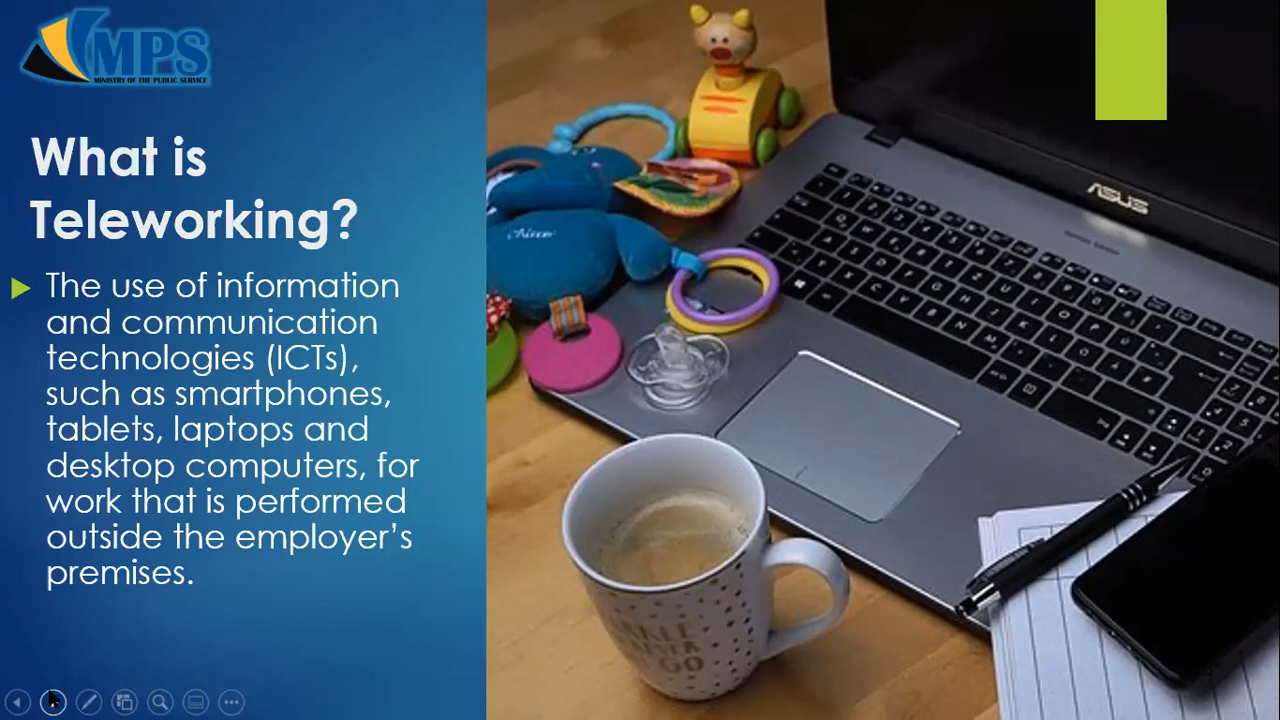 MPS
MINISTRY OF THE PUBLIC SERVICE
What is
Teleworking?
The use of information
and communication
technologies (ICTs),
such as smartphones,
tablets, laptops and
desktop computers, for
work that is performed
outside the employer's
premises.
ASUS
GO